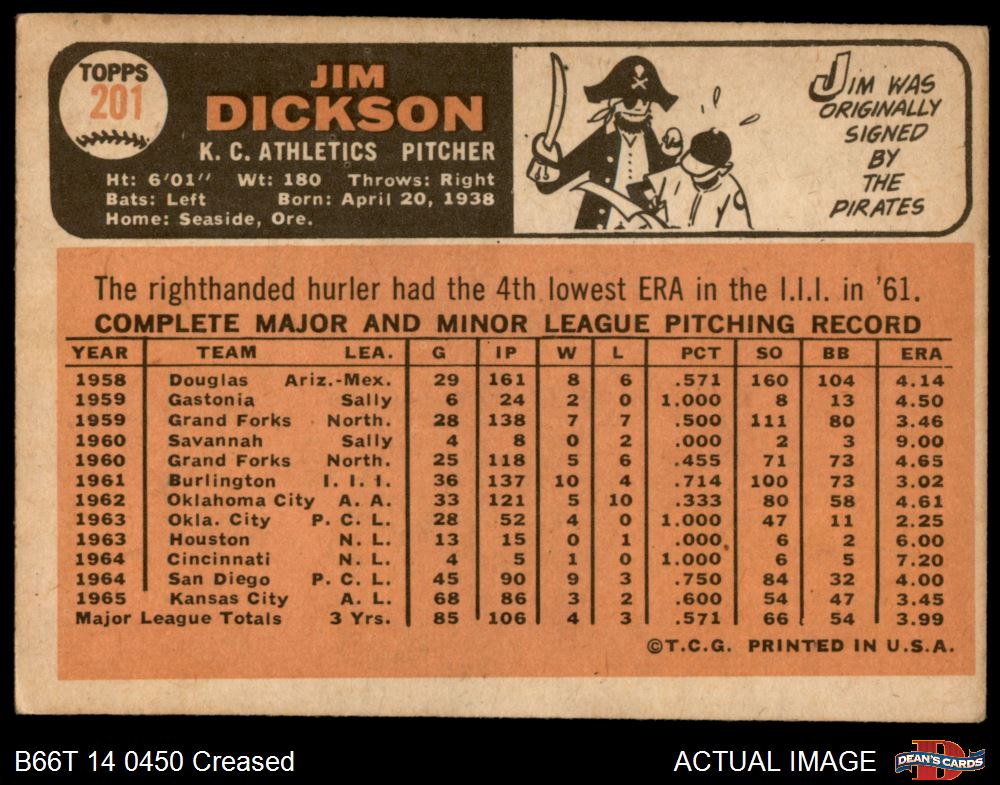 TOPPS
201
JIM
DICKSON
K. C. ATHLETICS PITCHER
Ht: 6'01" Wt: 180 Throws: Right
Bats: Left Born: April 20, 1938
Home: Seaside, Ore.
JIM WAS
ORIGINALLY
SIGNED
BY
THE
PIRATES
The righthanded hurler had the 4th lowest ERA in the I.I.I. in '61.
COMPLETE MAJOR AND MINOR LEAGUE PITCHING RECORD
YEAR TEAM LEA. G IP W L PCT SO BB ERA
1958 Douglas Ariz.-Mex. 29 161 8 6 .571 160 104 4.14
1959 Gastonia Sally 6 24 2 0 1.000 8 13 4.50
1959 Grand Forks North. 28 138 7 7 .500 111 80 3.46
1960 Savannah Sally 4 8 0 2 .000 2 3 9.00
1960 Grand Forks North. 25 118 5 6 .455 71 73 4.65
1961 Burlington I. I. I. 36 137 10 4 .714 100 73 3.02
1962 Oklahoma City A. A. 33 121 5 10 .333 80 58 4.61
1963 Okla. City P. C. L. 28 52 4 0 1.000 47 11 2.25
1963 Houston N. L. 13 15 0 1 .000 6 2 6.00
1964 Cincinnati N. L. 4 5 1 0 1.000 6 5 7.20
1964 San Diego P. C. L. 45 90 9 3 .750 84 32 4.00
1965 Kansas City A. L. 68 86 3 2 .600 54 47 3.45
Major League Totals 3 Yrs. 85 106 4 3 .571 66 54 3.99
©T.C.G. PRINTED IN U.S.A.
B66T 14 0450 Creased
ACTUAL IMAGE
D
DEAN'S CARDS